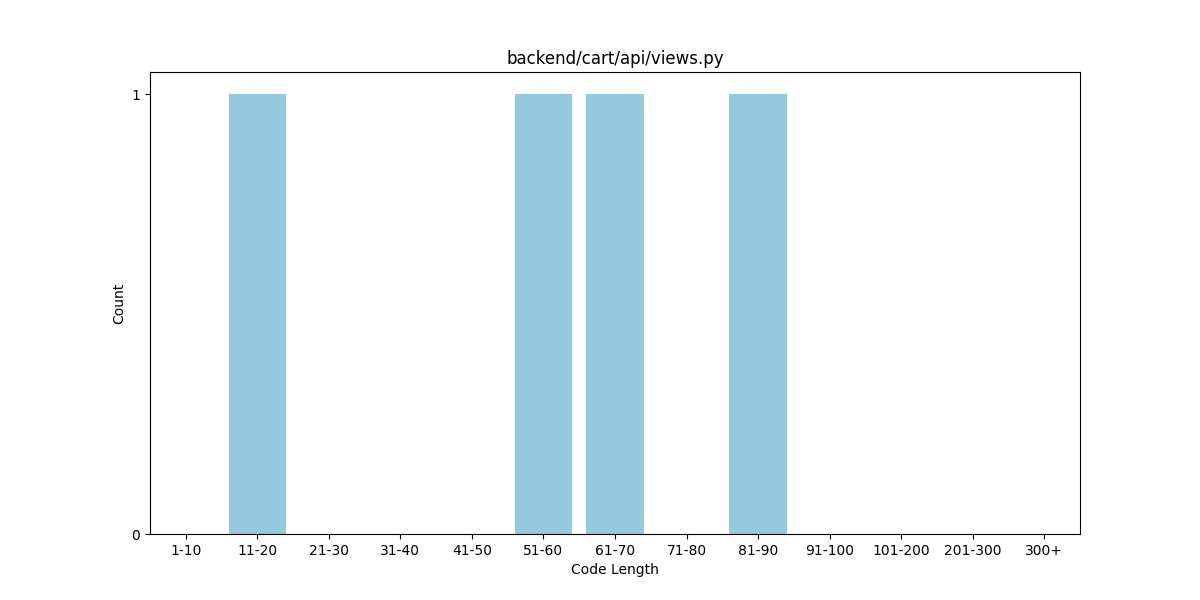 backend/cart/api/views.py
1
Count
0
1-10 11-20 21-30 31-40 41-50 51-60 61-70 71-80 81-90 91-100 101-200 201-300 300+
Code Length